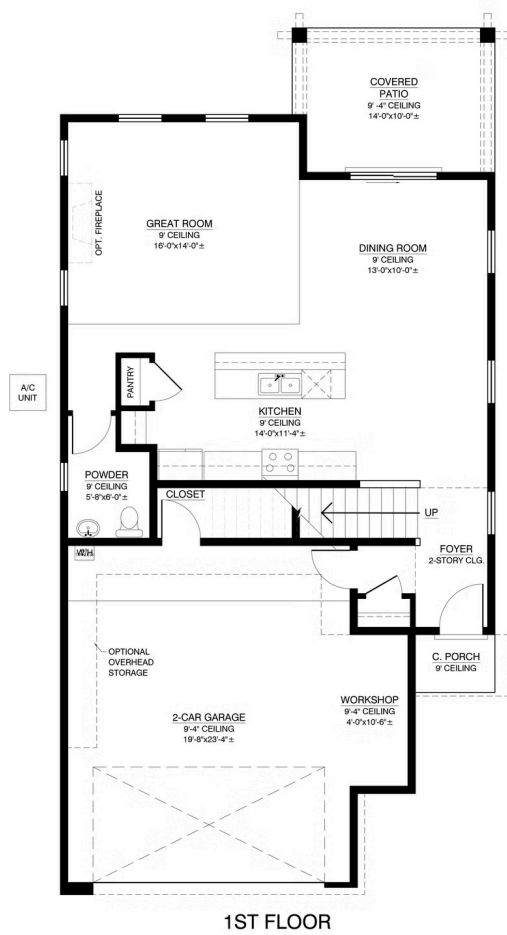 COVERED
PATIO
9'-4" CEILING
14'-0"x10'-0"±
GREAT ROOM
9' CEILING
16'-0"x14'-0"±
OPT. FIREPLACE
DINING ROOM
9' CEILING
13'-0"x10'-0"±
A/C
UNIT
PANTRY
KITCHEN
9' CEILING
14'-0"x11'-4"±
POWDER
9' CEILING
5'-8"x6'-0"±
CLOSET
UP
W/H
FOYER
2-STORY CLG.
OPTIONAL
OVERHEAD
STORAGE
C. PORCH
9' CEILING
WORKSHOP
9'-4" CEILING
4'-0"x10'-6"±
2-CAR GARAGE
9'-4" CEILING
19'-8"x23'-4"±
1ST FLOOR